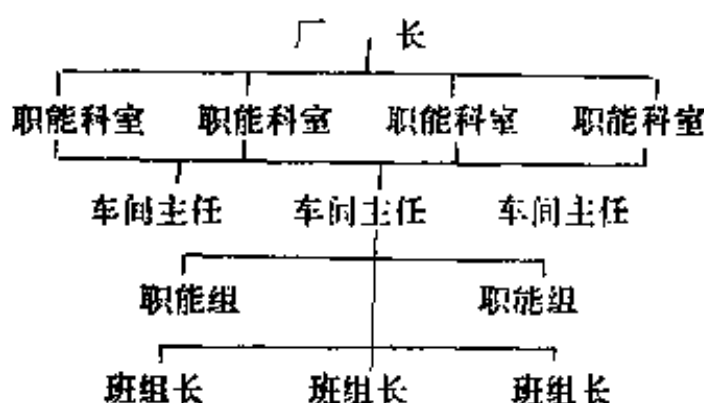 厂 长
职能科室 职能科室 职能科室 职能科室
车间主任 车间主任 车间主任
职能组 职能组
班组长 班组长 班组长